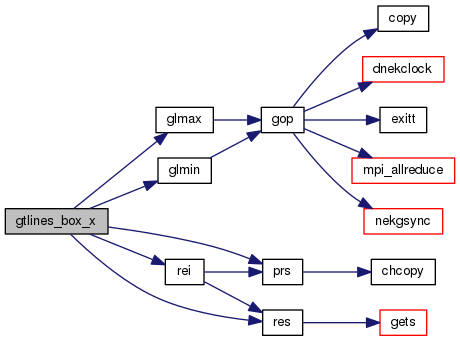 copy
dnekclock
glmax
gop
exitt
glmin
mpi_allreduce
gtlines_box_x
nekgsync
rei
prs
chcopy
res
gets